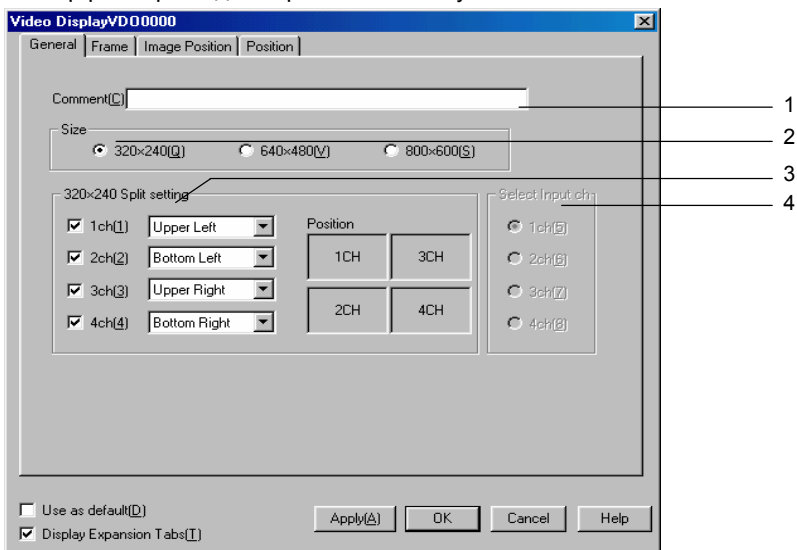 Video DisplayVDO0000
General Frame Image Position Position
Comment(C)
1
Size
2
320×240(Q) 640×480(V) 800×600(S)
3
320×240 Split setting Select Input ch
4
1ch(1) Upper Left Position 1ch(5)
2ch(2) Bottom Left 1CH 3CH 2ch(6)
3ch(3) Upper Right 3ch(7)
4ch(4) Bottom Right 2CH 4CH 4ch(8)
Use as default(D)
Apply(A) OK Cancel Help
Display Expansion Tabs(T)